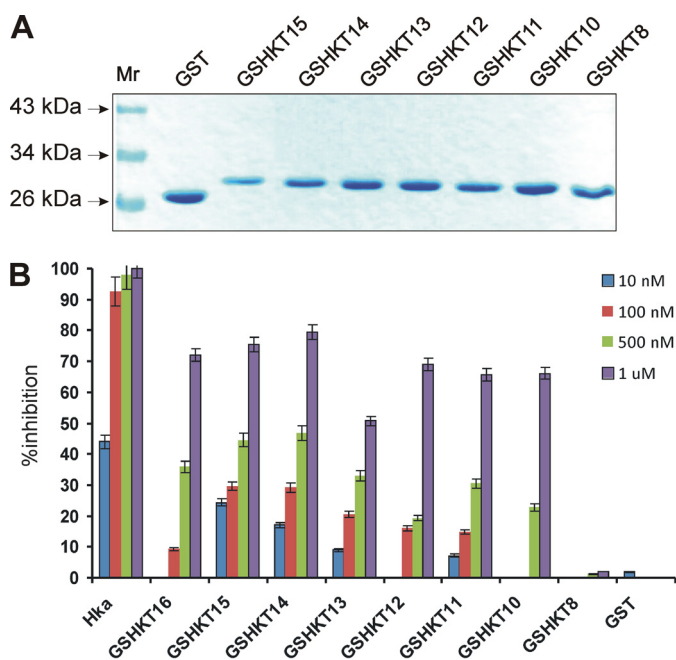 A
Mr GST GSHKT15 GSHKT14 GSHKT13 GSHKT12 GSHKT11 GSHKT10 GSHKT8
43 kDa
34 kDa
26 kDa
B
%inhibition
100
90
80
70
60
50
40
30
20
10
0
10 nM
100 nM
500 nM
1 uM
Hka GSHKT16 GSHKT15 GSHKT14 GSHKT13 GSHKT12 GSHKT11 GSHKT10 GSHKT8 GST